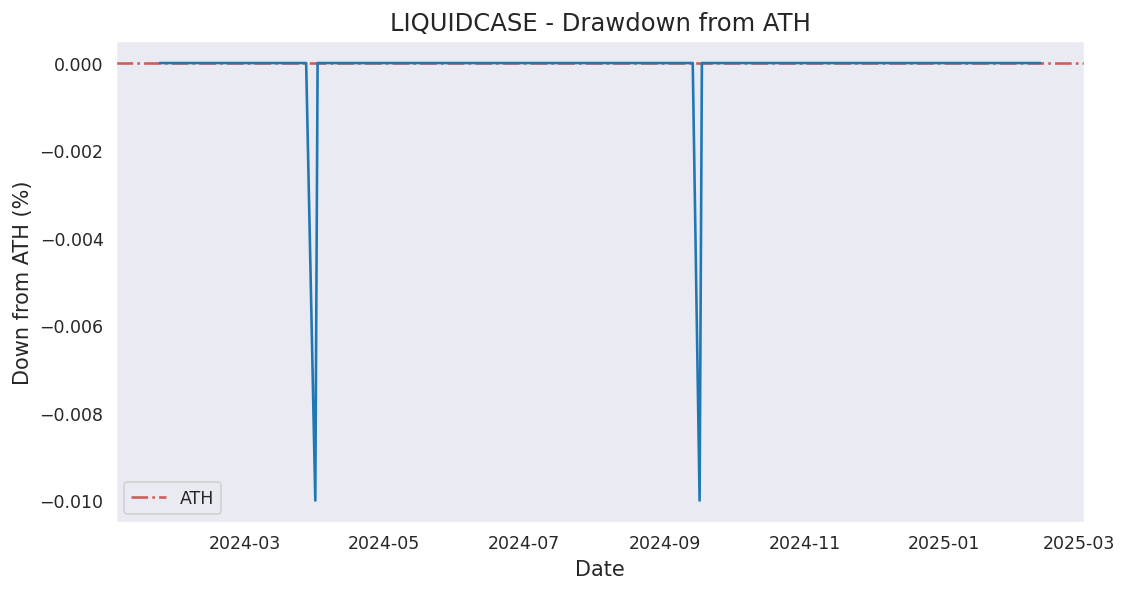 LIQUIDCASE - Drawdown from ATH
Down from ATH (%)
0.000
−0.002
−0.004
−0.006
−0.008
−0.010
ATH
2024-03 2024-05 2024-07 2024-09 2024-11 2025-01 2025-03
Date